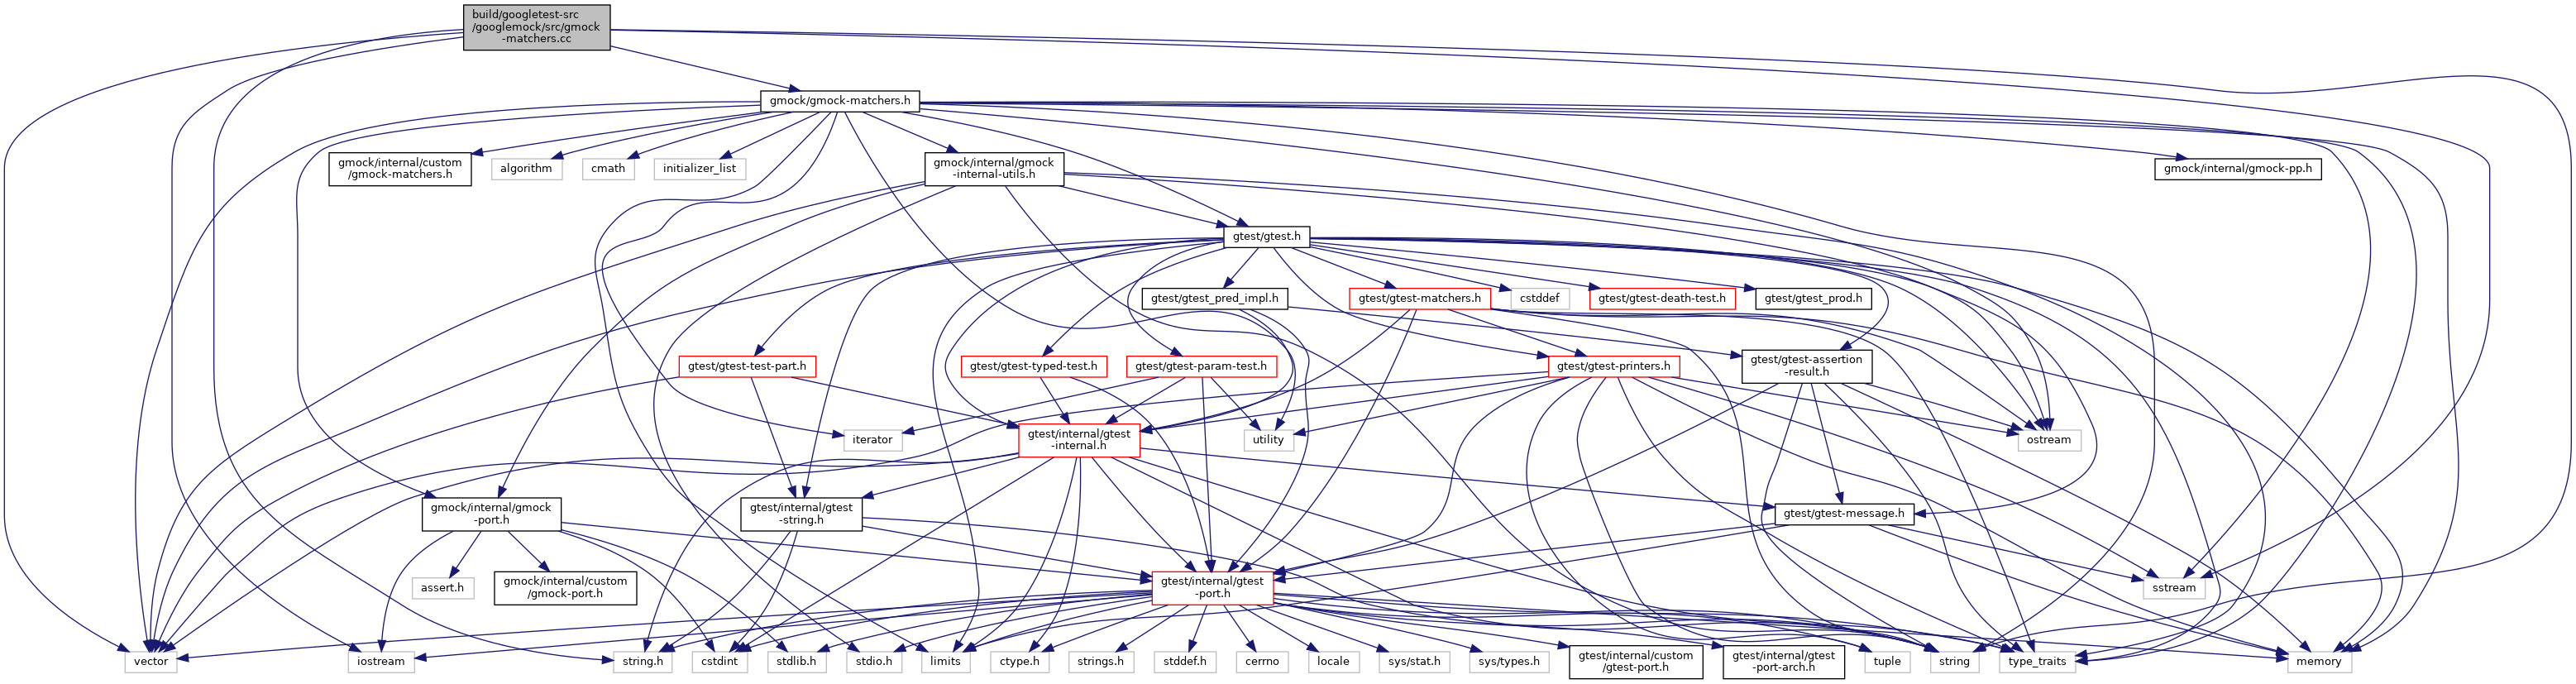 build/googletest-src
/googlemock/src/gmock
-matchers.cc
gmock/gmock-matchers.h
gmock/internal/custom
/gmock-matchers.h
algorithm
cmath
initializer_list
gmock/internal/gmock
-internal-utils.h
gmock/internal/gmock-pp.h
gtest/gtest.h
gtest/gtest_pred_impl.h
gtest/gtest-matchers.h
cstddef
gtest/gtest-death-test.h
gtest/gtest_prod.h
gtest/gtest-test-part.h
gtest/gtest-typed-test.h
gtest/gtest-param-test.h
gtest/gtest-printers.h
gtest/gtest-assertion
-result.h
iterator
gtest/internal/gtest
-internal.h
utility
ostream
gmock/internal/gmock
-port.h
gtest/internal/gtest
-string.h
gtest/gtest-message.h
assert.h
gmock/internal/custom
/gmock-port.h
gtest/internal/gtest
-port.h
sstream
vector
iostream
string.h
cstdint
stdlib.h
stdio.h
limits
ctype.h
strings.h
stddef.h
cerrno
locale
sys/stat.h
sys/types.h
gtest/internal/custom
/gtest-port.h
gtest/internal/gtest
-port-arch.h
tuple
string
type_traits
memory